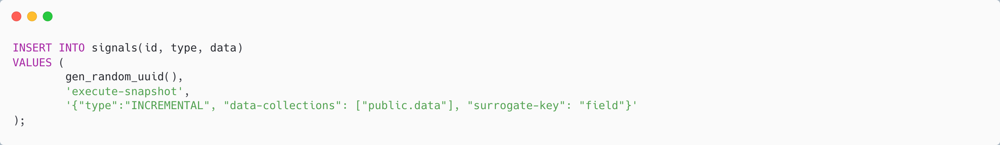 INSERT INTO signals(id, type, data)
VALUES (
        gen_random_uuid(),
        'execute-snapshot',
        '{"type":"INCREMENTAL", "data-collections": ["public.data"], "surrogate-key": "field"}'
);